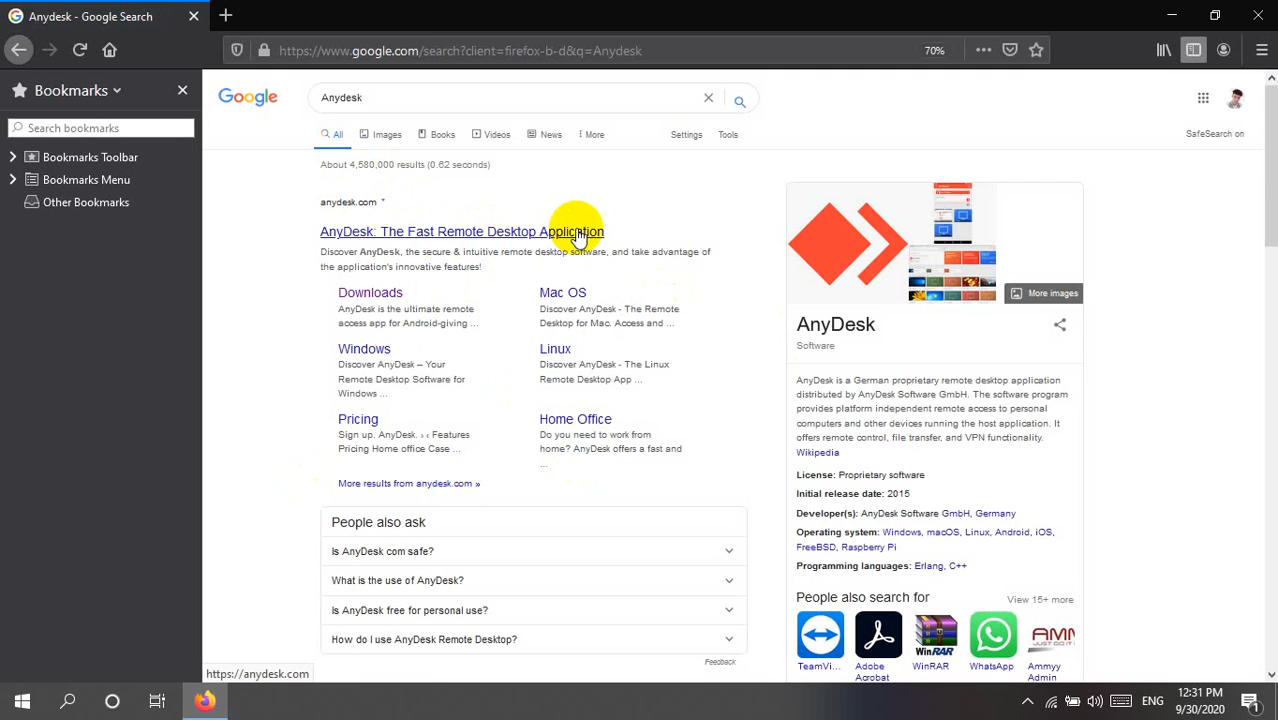 Anydesk - Google Search
https://www.google.com/search?client=firefox-b-d&q=Anydesk
70%
Bookmarks
Search bookmarks
Bookmarks Toolbar
Bookmarks Menu
Other Bookmarks
Google
Anydesk
All
Images
Books
Videos
News
More
Settings
Tools
SafeSearch on
About 4,580,000 results (0.62 seconds)
anydesk.com
AnyDesk: The Fast Remote Desktop Application
Discover AnyDesk, the secure & intuitive remote desktop software, and take advantage of
the application's innovative features!
Downloads
AnyDesk is the ultimate remote
access app for Android-giving ...
Mac OS
Discover AnyDesk - The Remote
Desktop for Mac. Access and ...
Windows
Discover AnyDesk – Your
Remote Desktop Software for
Windows ...
Linux
Discover AnyDesk - The Linux
Remote Desktop App ...
Pricing
Sign up. AnyDesk. › ‹ Features
Pricing Home office Case ...
Home Office
Do you need to work from
home? AnyDesk offers a fast and
...
More results from anydesk.com »
People also ask
Is AnyDesk com safe?
What is the use of AnyDesk?
Is AnyDesk free for personal use?
How do I use AnyDesk Remote Desktop?
Feedback
More images
AnyDesk
Software
AnyDesk is a German proprietary remote desktop application
distributed by AnyDesk Software GmbH. The software program
provides platform independent remote access to personal
computers and other devices running the host application. It
offers remote control, file transfer, and VPN functionality.
Wikipedia
License: Proprietary software
Initial release date: 2015
Developer(s): AnyDesk Software GmbH, Germany
Operating system: Windows, macOS, Linux, Android, iOS,
FreeBSD, Raspberry Pi
Programming languages: Erlang, C++
People also search for
View 15+ more
WinRAR
AMM
TeamVi...
Adobe
Acrobat
WinRAR
WhatsApp
Ammyy
Admin
https://anydesk.com
ENG
12:31 PM
9/30/2020
1